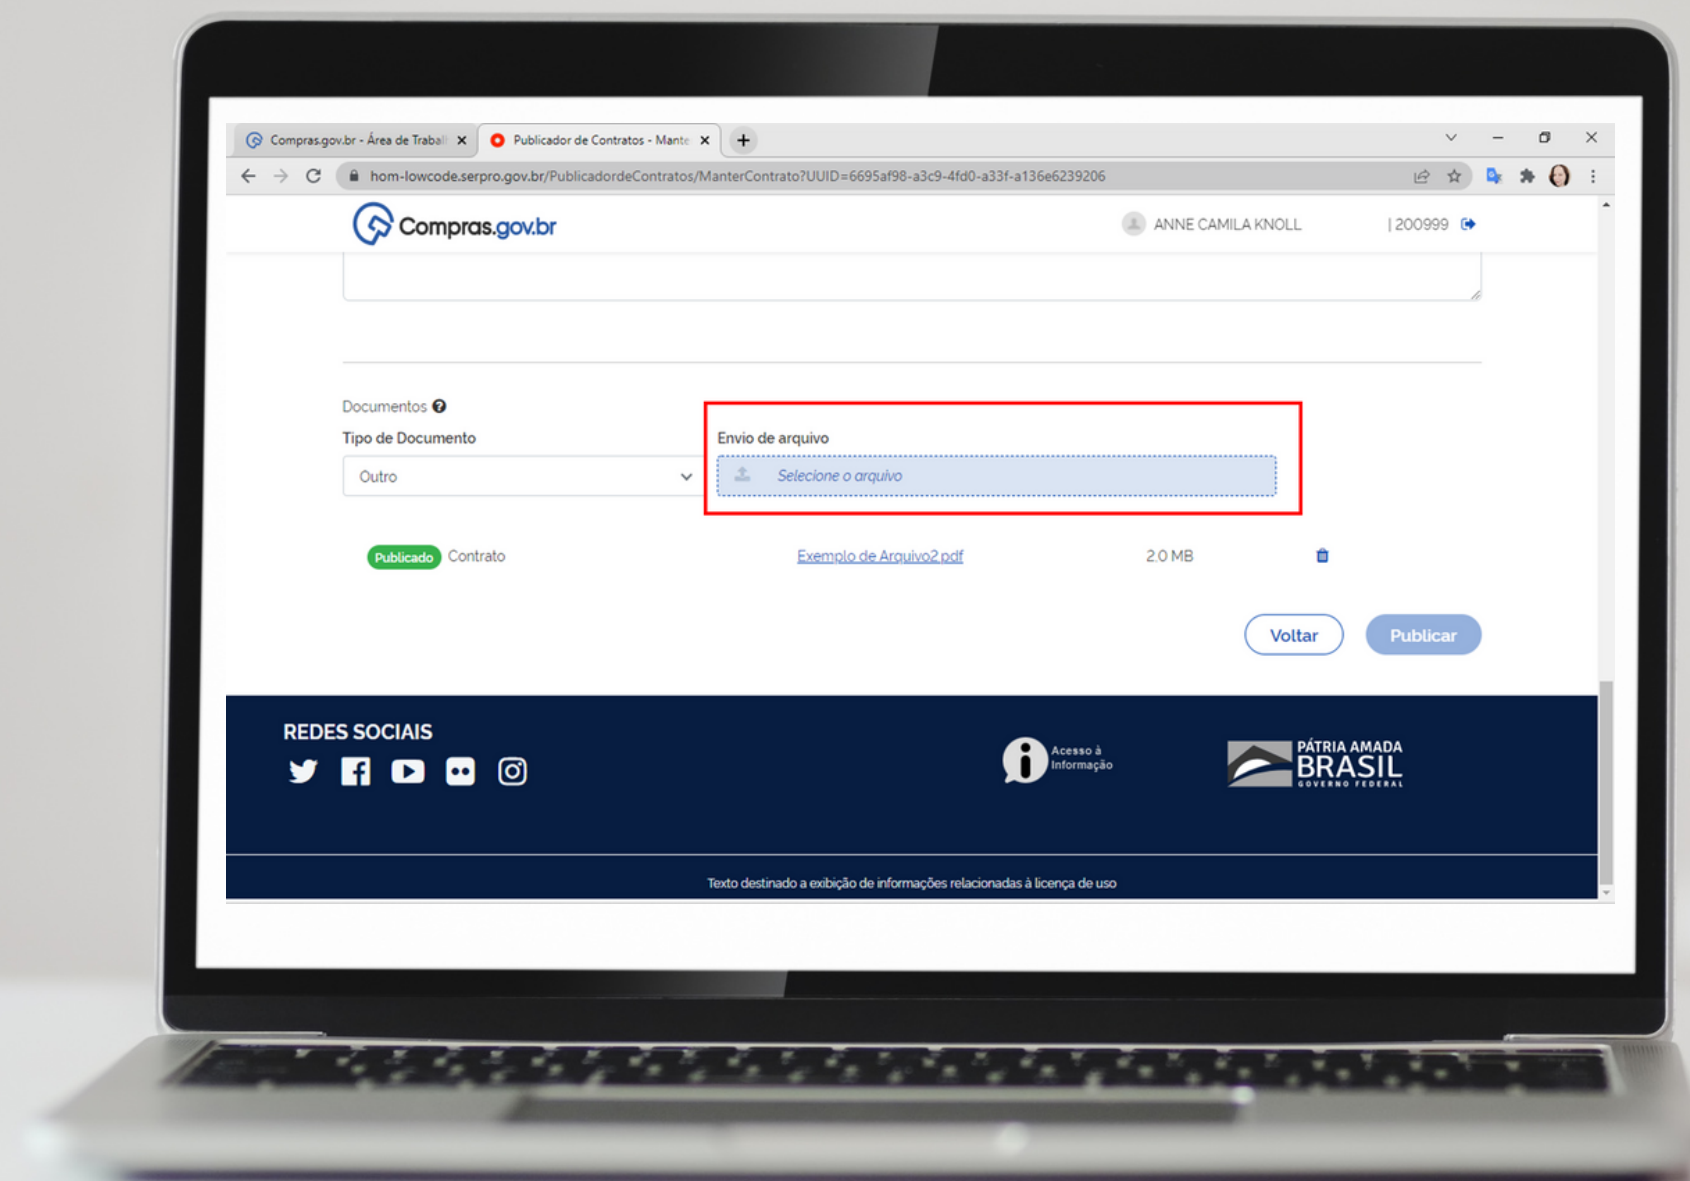 Compras.gov.br - Área de Trabal
Publicador de Contratos - Mante
hom-lowcode.serpro.gov.br/PublicadordeContratos/ManterContrato?UUID=6695af98-a3c9-4fd0-a33f-a136e6239206
Compras.gov.br
ANNE CAMILA KNOLL | 200999
Documentos
Tipo de Documento
Envio de arquivo
Outro
Selecione o arquivo
Publicado Contrato Exemplo de Arquivo2.pdf 2.0 MB
Voltar Publicar
REDES SOCIAIS
Acesso à
Informação
PÁTRIA AMADA
BRASIL
GOVERNO FEDERAL
Texto destinado a exibição de informações relacionadas à licença de uso